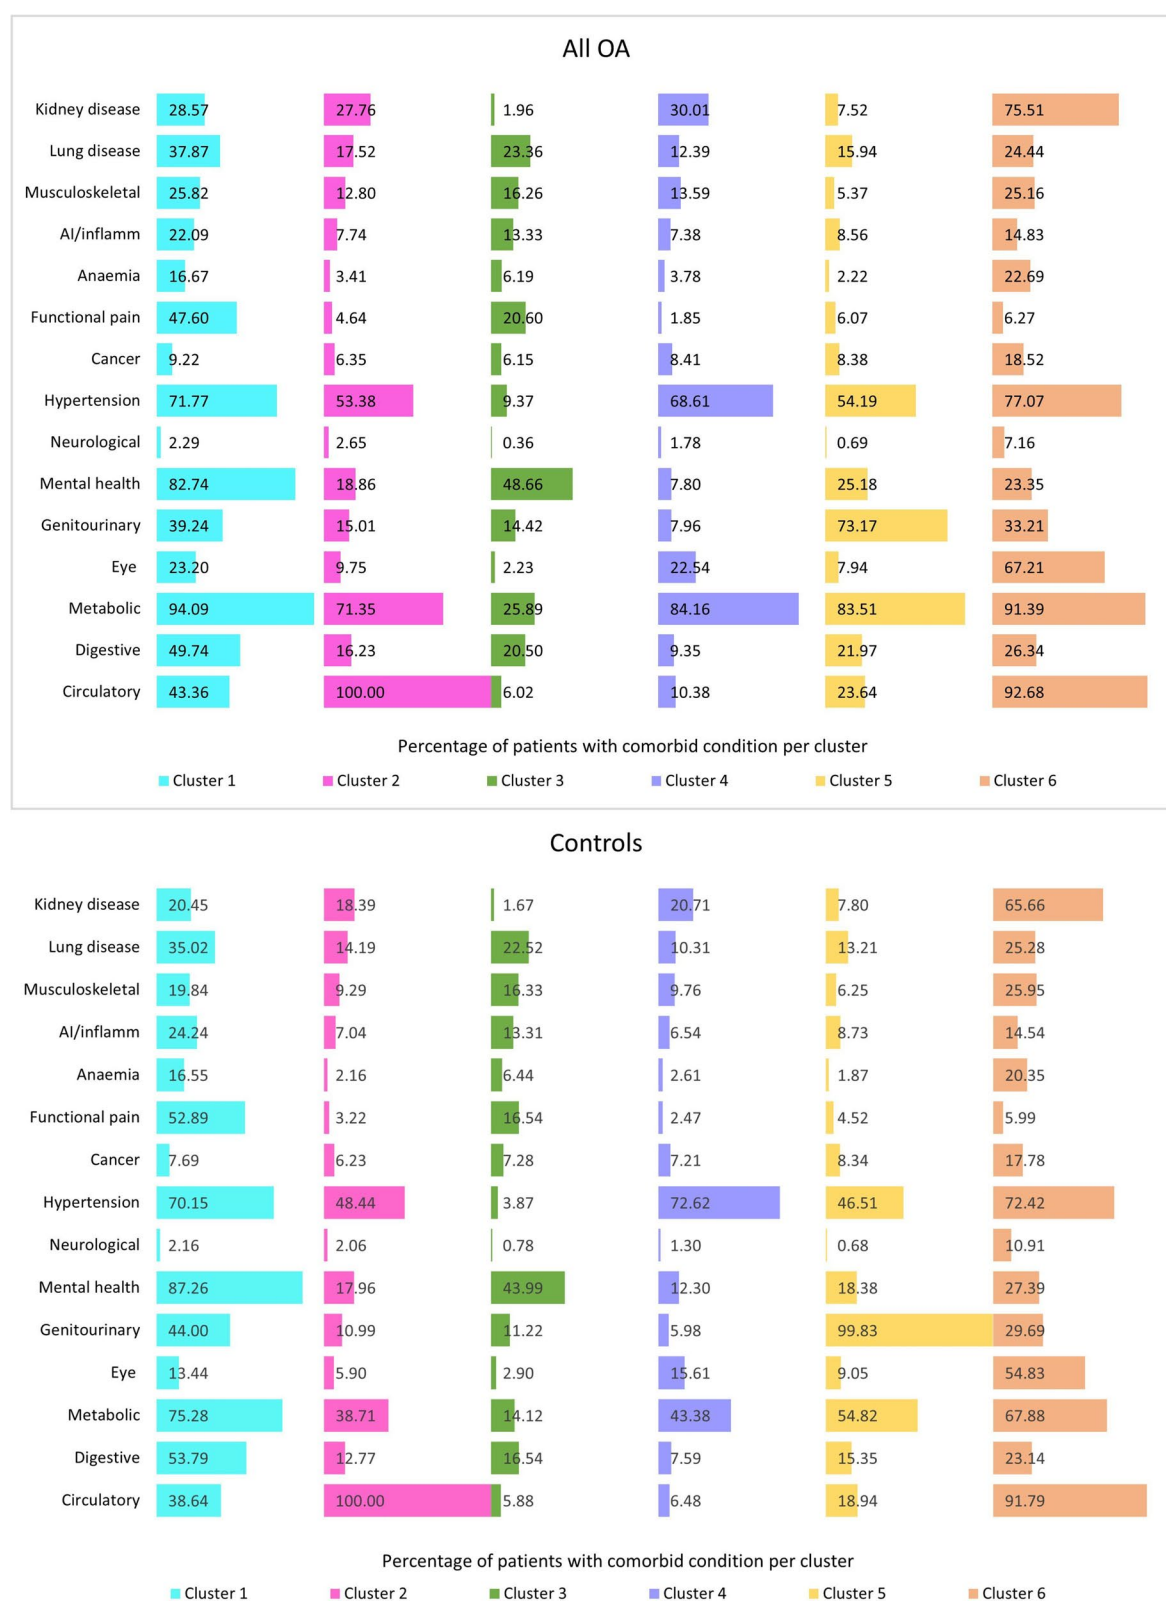 All OA
Kidney disease 28.57 27.76 1.96 30.01 7.52 75.51
Lung disease 37.87 17.52 23.36 12.39 15.94 24.44
Musculoskeletal 25.82 12.80 16.26 13.59 5.37 25.16
AI/inflamm 22.09 7.74 13.33 7.38 8.56 14.83
Anaemia 16.67 3.41 6.19 3.78 2.22 22.69
Functional pain 47.60 4.64 20.60 1.85 6.07 6.27
Cancer 9.22 6.35 6.15 8.41 8.38 18.52
Hypertension 71.77 53.38 9.37 68.61 54.19 77.07
Neurological 2.29 2.65 0.36 1.78 0.69 7.16
Mental health 82.74 18.86 48.66 7.80 25.18 23.35
Genitourinary 39.24 15.01 14.42 7.96 73.17 33.21
Eye 23.20 9.75 2.23 22.54 7.94 67.21
Metabolic 94.09 71.35 25.89 84.16 83.51 91.39
Digestive 49.74 16.23 20.50 9.35 21.97 26.34
Circulatory 43.36 100.00 6.02 10.38 23.64 92.68
Percentage of patients with comorbid condition per cluster
Cluster 1 Cluster 2 Cluster 3 Cluster 4 Cluster 5 Cluster 6
Controls
Kidney disease 20.45 18.39 1.67 20.71 7.80 65.66
Lung disease 35.02 14.19 22.52 10.31 13.21 25.28
Musculoskeletal 19.84 9.29 16.33 9.76 6.25 25.95
AI/inflamm 24.24 7.04 13.31 6.54 8.73 14.54
Anaemia 16.55 2.16 6.44 2.61 1.87 20.35
Functional pain 52.89 3.22 16.54 2.47 4.52 5.99
Cancer 7.69 6.23 7.28 7.21 8.34 17.78
Hypertension 70.15 48.44 3.87 72.62 46.51 72.42
Neurological 2.16 2.06 0.78 1.30 0.68 10.91
Mental health 87.26 17.96 43.99 12.30 18.38 27.39
Genitourinary 44.00 10.99 11.22 5.98 99.83 29.69
Eye 13.44 5.90 2.90 15.61 9.05 54.83
Metabolic 75.28 38.71 14.12 43.38 54.82 67.88
Digestive 53.79 12.77 16.54 7.59 15.35 23.14
Circulatory 38.64 100.00 5.88 6.48 18.94 91.79
Percentage of patients with comorbid condition per cluster
Cluster 1 Cluster 2 Cluster 3 Cluster 4 Cluster 5 Cluster 6